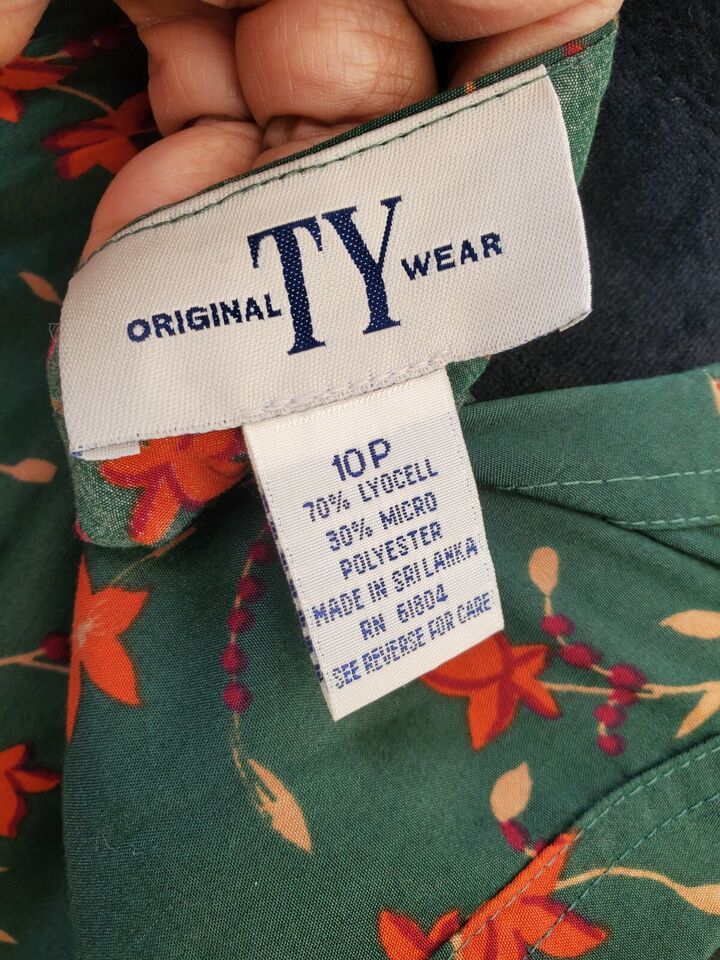 ORIGINAL TY WEAR
10P
70% LYOCELL
30% MICRO
POLYESTER
MADE IN SRI LANKA
RN 61804
SEE REVERSE FOR CARE